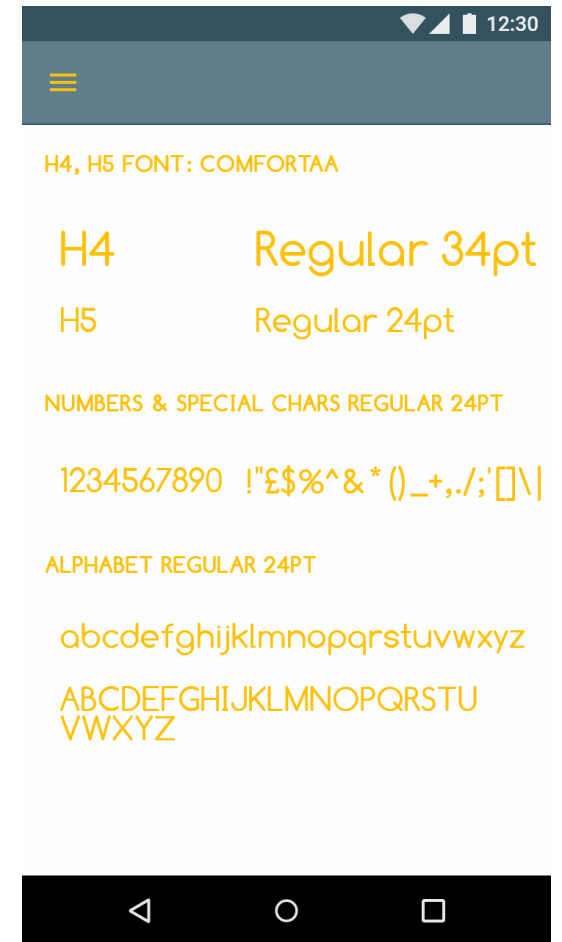 12:30
H4, H5 FONT: COMFORTAA
H4 Regular 34pt
H5 Regular 24pt
NUMBERS & SPECIAL CHARS REGULAR 24PT
1234567890 !"£$%^&*()_+,./;'[]\|
ALPHABET REGULAR 24PT
abcdefghijklmnopqrstuvwxyz
ABCDEFGHIJKLMNOPQRSTU
VWXYZ